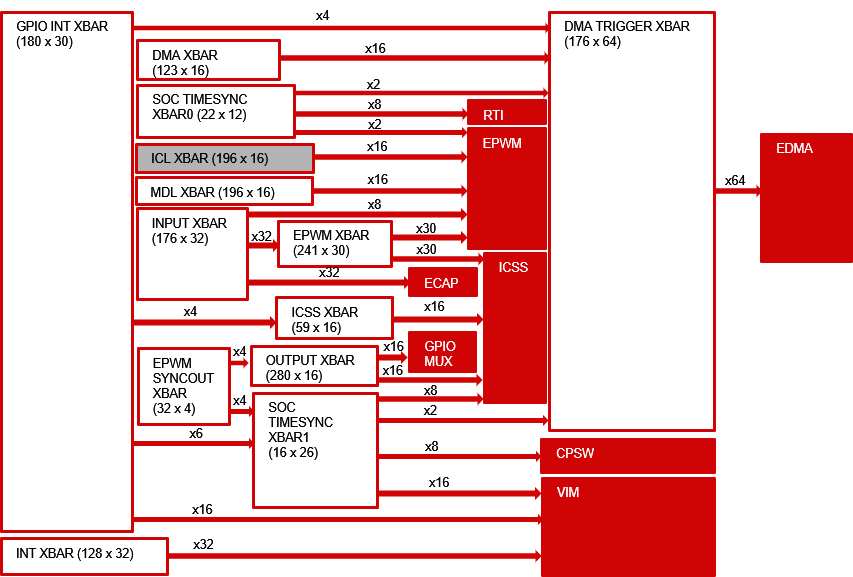 GPIO INT XBAR
(180 x 30)
x4
DMA TRIGGER XBAR
(176 x 64)
DMA XBAR
(123 x 16)
x16
SOC TIMESYNC
XBAR0 (22 x 12)
x2
x8
x2
RTI
EPWM
ICL XBAR (196 x 16)
x16
MDL XBAR (196 x 16)
x16
x8
INPUT XBAR
(176 x 32)
x32
EPWM XBAR
(241 x 30)
x30
x30
ICSS
x32
ECAP
x4
ICSS XBAR
(59 x 16)
x16
EPWM
SYNCOUT
XBAR
(32 x 4)
x4
OUTPUT XBAR
(280 x 16)
x16
x16
GPIO
MUX
x4
SOC
TIMESYNC
XBAR1
(16 x 26)
x8
x2
x6
x8
CPSW
x16
VIM
x16
INT XBAR (128 x 32)
x32
x64
EDMA